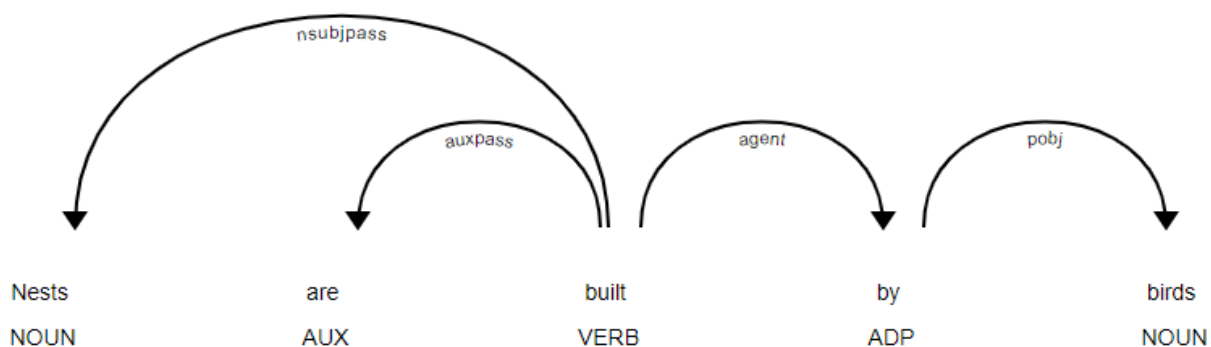 nsubjpass
auxpass agent pobj
Nests are built by birds
NOUN AUX VERB ADP NOUN